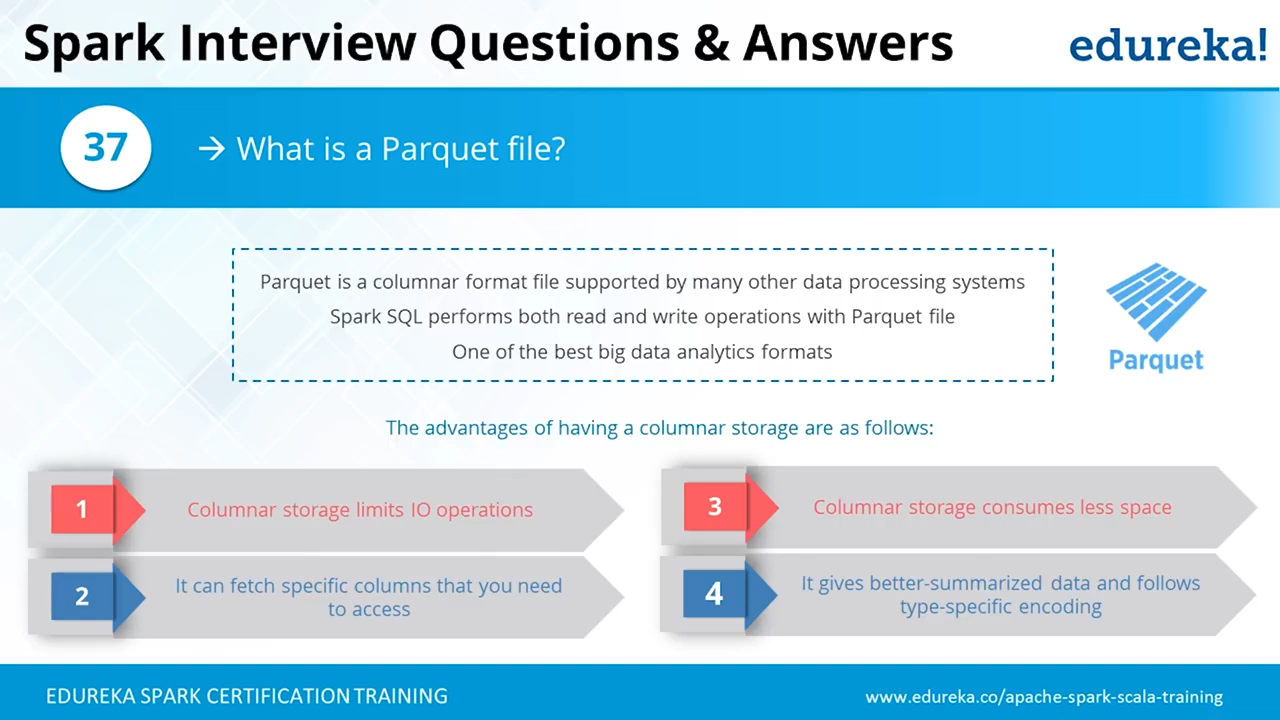 Spark Interview Questions & Answers
edureka!
37
→ What is a Parquet file?
Parquet is a columnar format file supported by many other data processing systems
Spark SQL performs both read and write operations with Parquet file
One of the best big data analytics formats
Parquet
The advantages of having a columnar storage are as follows:
1
Columnar storage limits IO operations
2
It can fetch specific columns that you need
to access
3
Columnar storage consumes less space
4
It gives better-summarized data and follows
type-specific encoding
EDUREKA SPARK CERTIFICATION TRAINING
www.edureka.co/apache-spark-scala-training